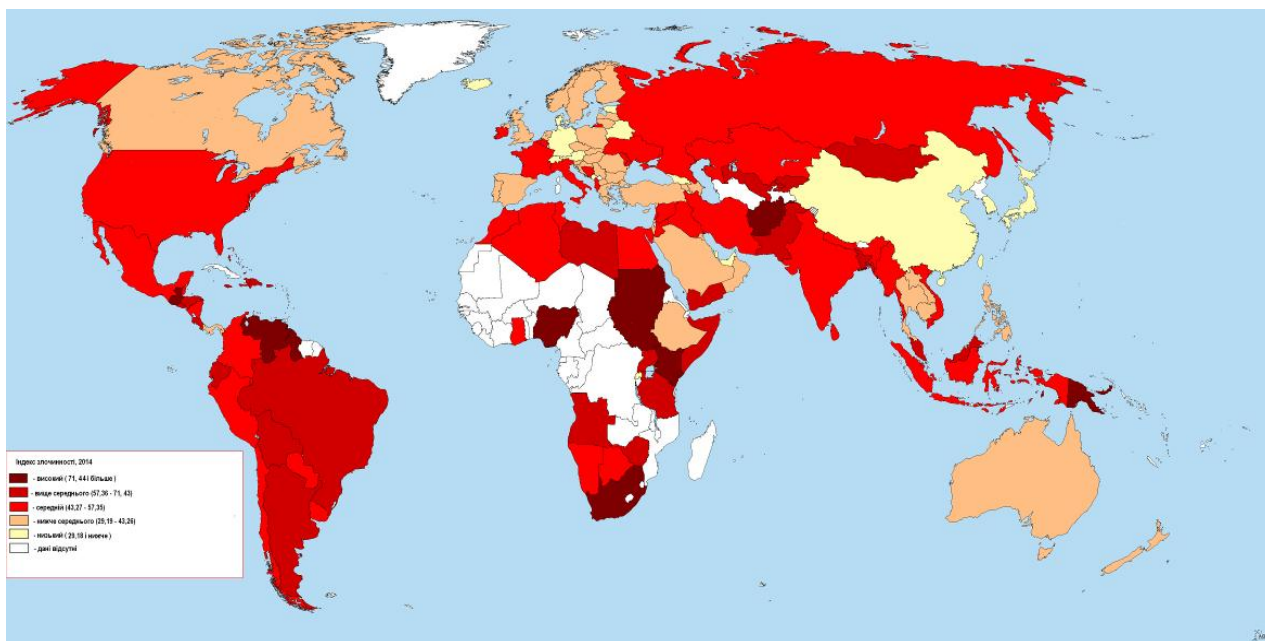 Індекс злочинності, 2014
- високий ( 71, 44 і більше )
- вище середнього (57,36 - 71, 43)
- середній (43,27 - 57,35)
- нижче середнього (29,19 - 43,26)
- низький ( 29,18 і нижче )
- дані відсутні